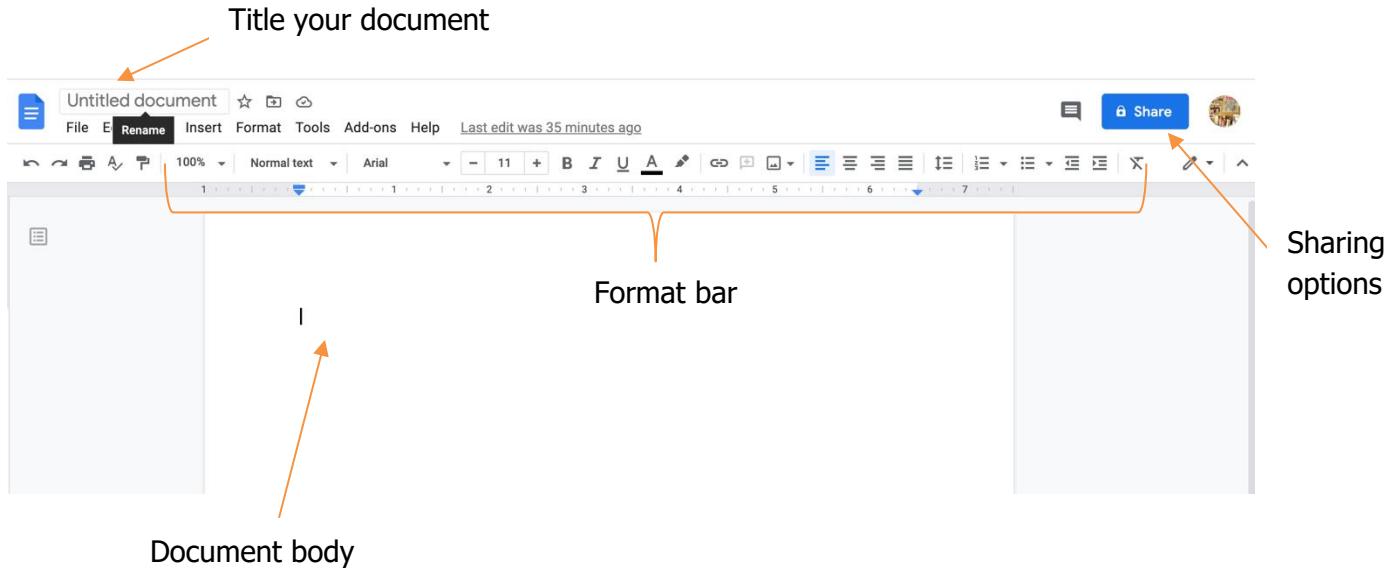 Title your document
Untitled document
File E Rename Insert Format Tools Add-ons Help Last edit was 35 minutes ago
Share
100% Normal text Arial - 11 + B I U A
1 1 2 3 4 5 6 7
Sharing
options
Format bar
Document body